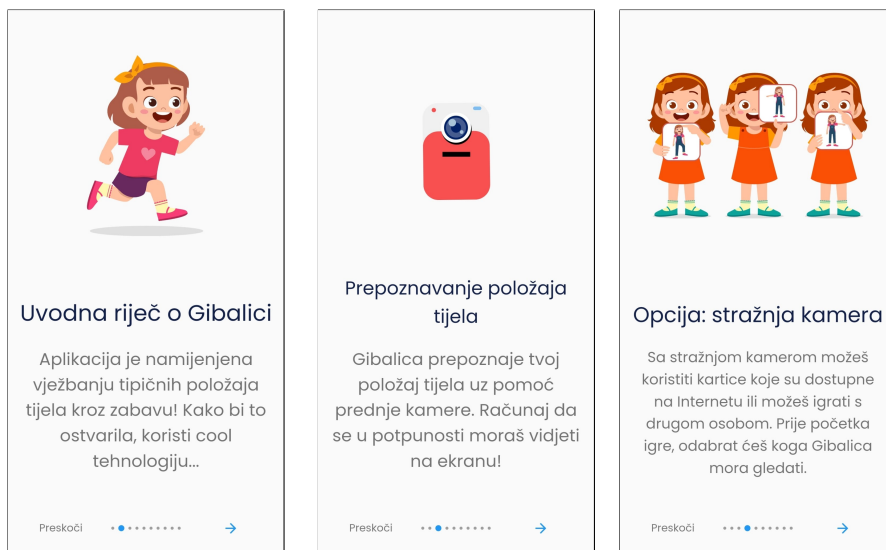 Uvodna riječ o Gibalici
Aplikacija je namijenjena
vježbanju tipičnih položaja
tijela kroz zabavu! Kako bi to
ostvarila, koristi cool
tehnologiju...
Preskoči
Prepoznavanje položaja
tijela
Gibalica prepoznaje tvoj
položaj tijela uz pomoć
prednje kamere. Računaj da
se u potpunosti moraš vidjeti
na ekranu!
Preskoči
Opcija: stražnja kamera
Sa stražnjom kamerom možeš
koristiti kartice koje su dostupne
na Internetu ili možeš igrati s
drugom osobom. Prije početka
igre, odabrat ćeš koga Gibalica
mora gledati.
Preskoči